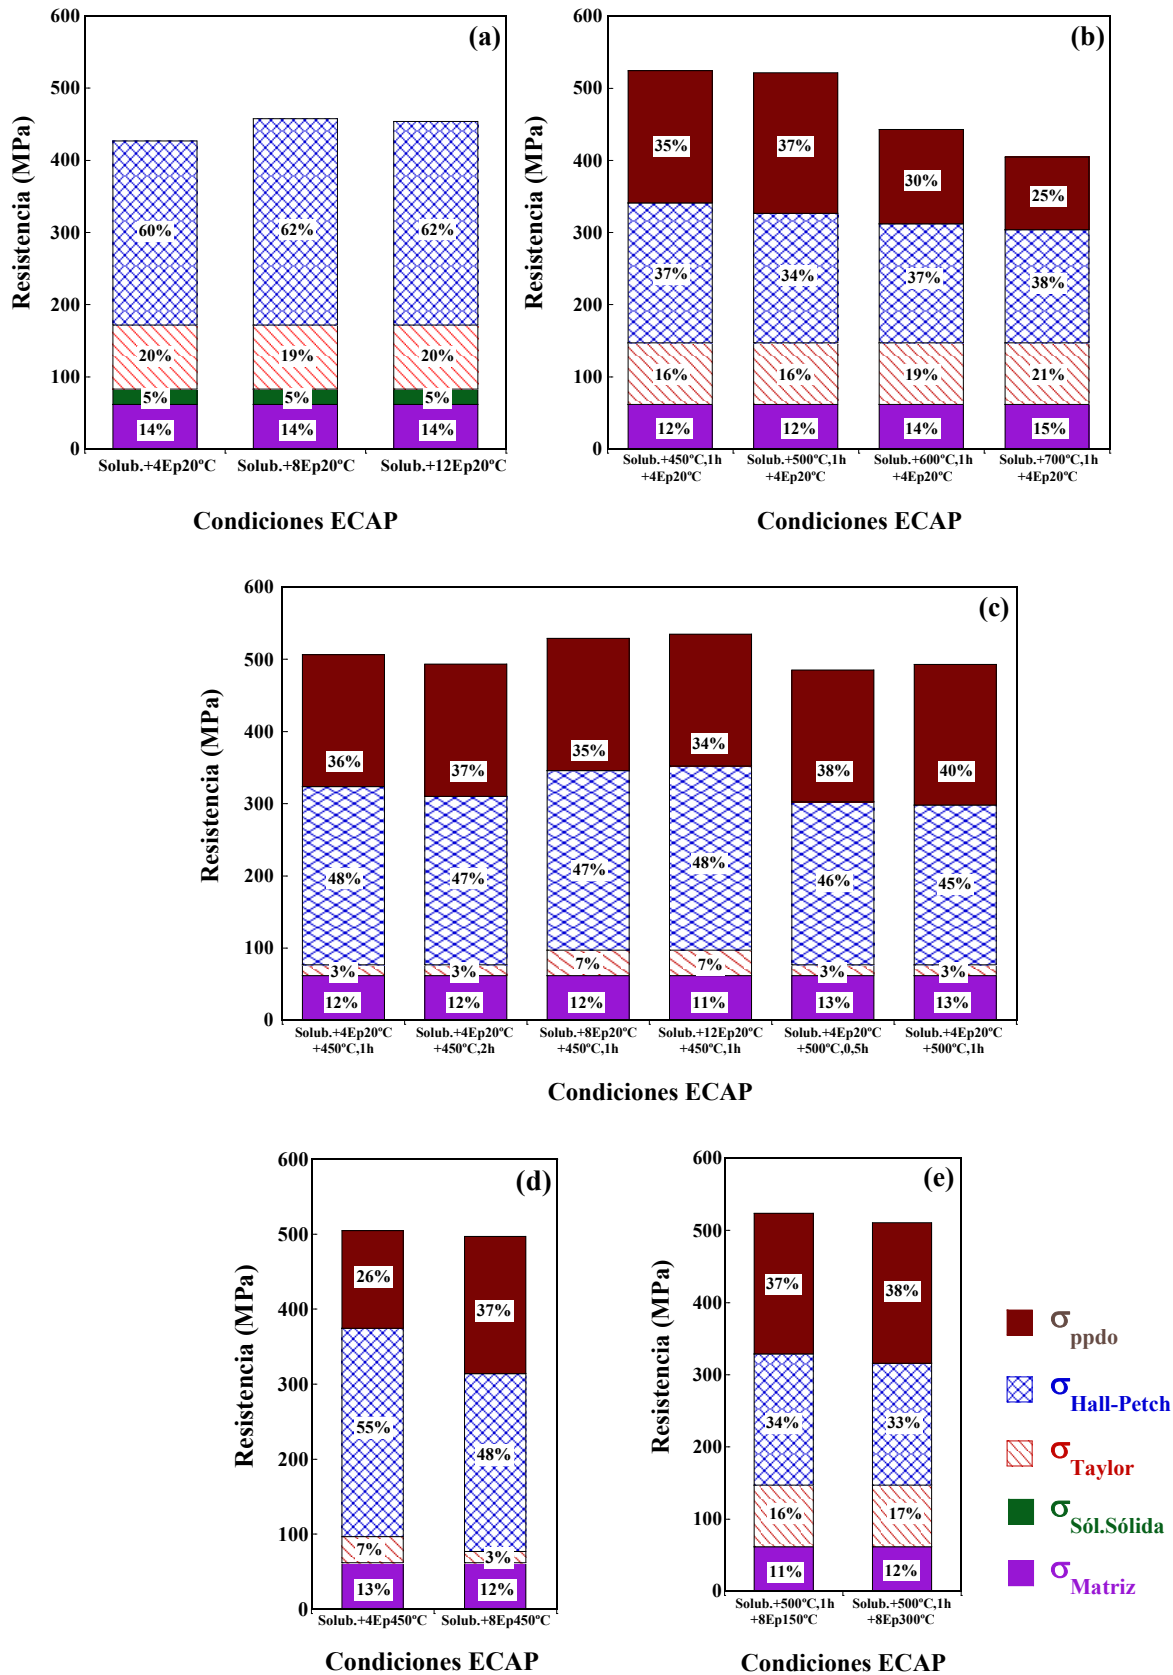 (a)
Resistencia (MPa)
600
500
400
300
200
100
0
60%
62%
62%
20%
19%
20%
5%
5%
5%
14%
14%
14%
Solub.+4Ep20ºC
Solub.+8Ep20ºC
Solub.+12Ep20ºC
Condiciones ECAP
(b)
Resistencia (MPa)
600
500
400
300
200
100
0
35%
37%
30%
25%
37%
34%
37%
38%
16%
16%
19%
21%
12%
12%
14%
15%
Solub.+450ºC,1h
+4Ep20ºC
Solub.+500ºC,1h
+4Ep20ºC
Solub.+600ºC,1h
+4Ep20ºC
Solub.+700ºC,1h
+4Ep20ºC
Condiciones ECAP
(c)
Resistencia (MPa)
600
500
400
300
200
100
0
36%
37%
35%
34%
38%
40%
48%
47%
47%
48%
46%
45%
3%
3%
7%
7%
3%
3%
12%
12%
12%
11%
13%
13%
Solub.+4Ep20ºC
+450ºC,1h
Solub.+4Ep20ºC
+450ºC,2h
Solub.+8Ep20ºC
+450ºC,1h
Solub.+12Ep20ºC
+450ºC,1h
Solub.+4Ep20ºC
+500ºC,0,5h
Solub.+4Ep20ºC
+500ºC,1h
Condiciones ECAP
(d)
Resistencia (MPa)
600
500
400
300
200
100
0
26%
37%
55%
48%
7%
3%
13%
12%
Solub.+4Ep450ºC
Solub.+8Ep450ºC
Condiciones ECAP
(e)
Resistencia (MPa)
600
500
400
300
200
100
0
37%
38%
34%
33%
16%
17%
11%
12%
Solub.+500ºC,1h
+8Ep150ºC
Solub.+500ºC,1h
+8Ep300ºC
Condiciones ECAP
σppdo
σHall-Petch
σTaylor
σSól.Sólida
σMatriz